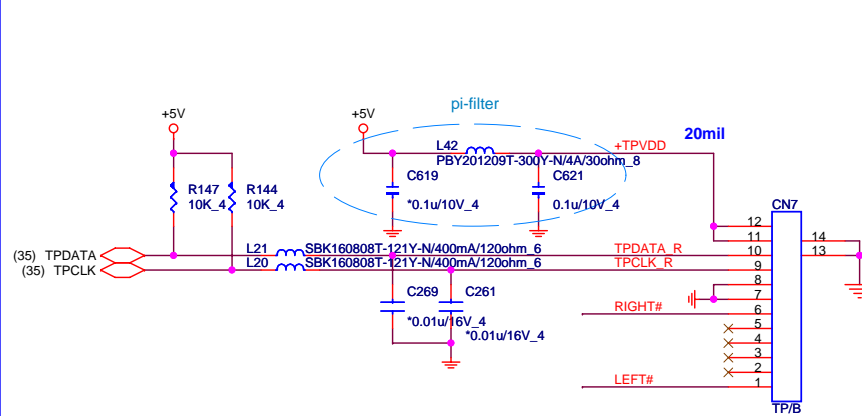 pi-filter
+5V
+5V
20mil
L42
+TPVDD
PBY201209T-300Y-N/4A/30ohm_8
R147
10K_4
R144
10K_4
C619
*0.1u/10V_4
C621
0.1u/10V_4
CN7
12
11
10
9
8
7
6
5
4
3
2
1
14
13
(35) TPDATA
(35) TPCLK
L21
SBK160808T-121Y-N/400mA/120ohm_6
TPDATA_R
L20
SBK160808T-121Y-N/400mA/120ohm_6
TPCLK_R
C269
*0.01u/16V_4
C261
*0.01u/16V_4
RIGHT#
LEFT#
TP/B